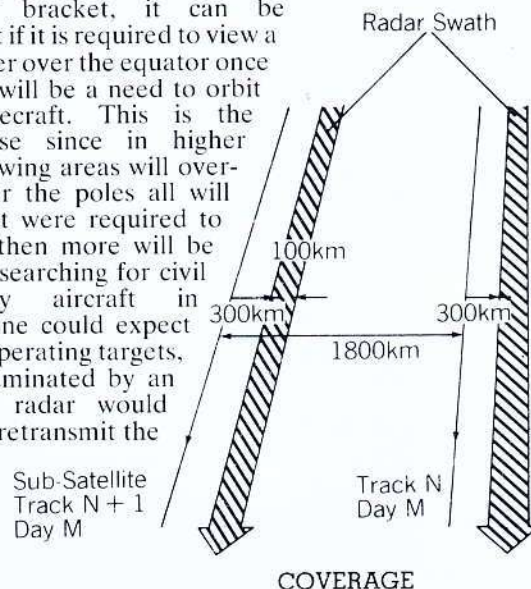 bracket, it can be
if it is required to view a
er over the equator once
will be a need to orbit
ecraft. This is the
se since in higher
wing areas will over-
r the poles all will
t were required to
then more will be
searching for civil
y aircraft in
ne could expect
perating targets,
minated by an
radar would
retransmit the
Radar Swath
100km
300km
300km
1800km
Sub-Satellite
Track N + 1
Day M
Track N
Day M
COVERAGE